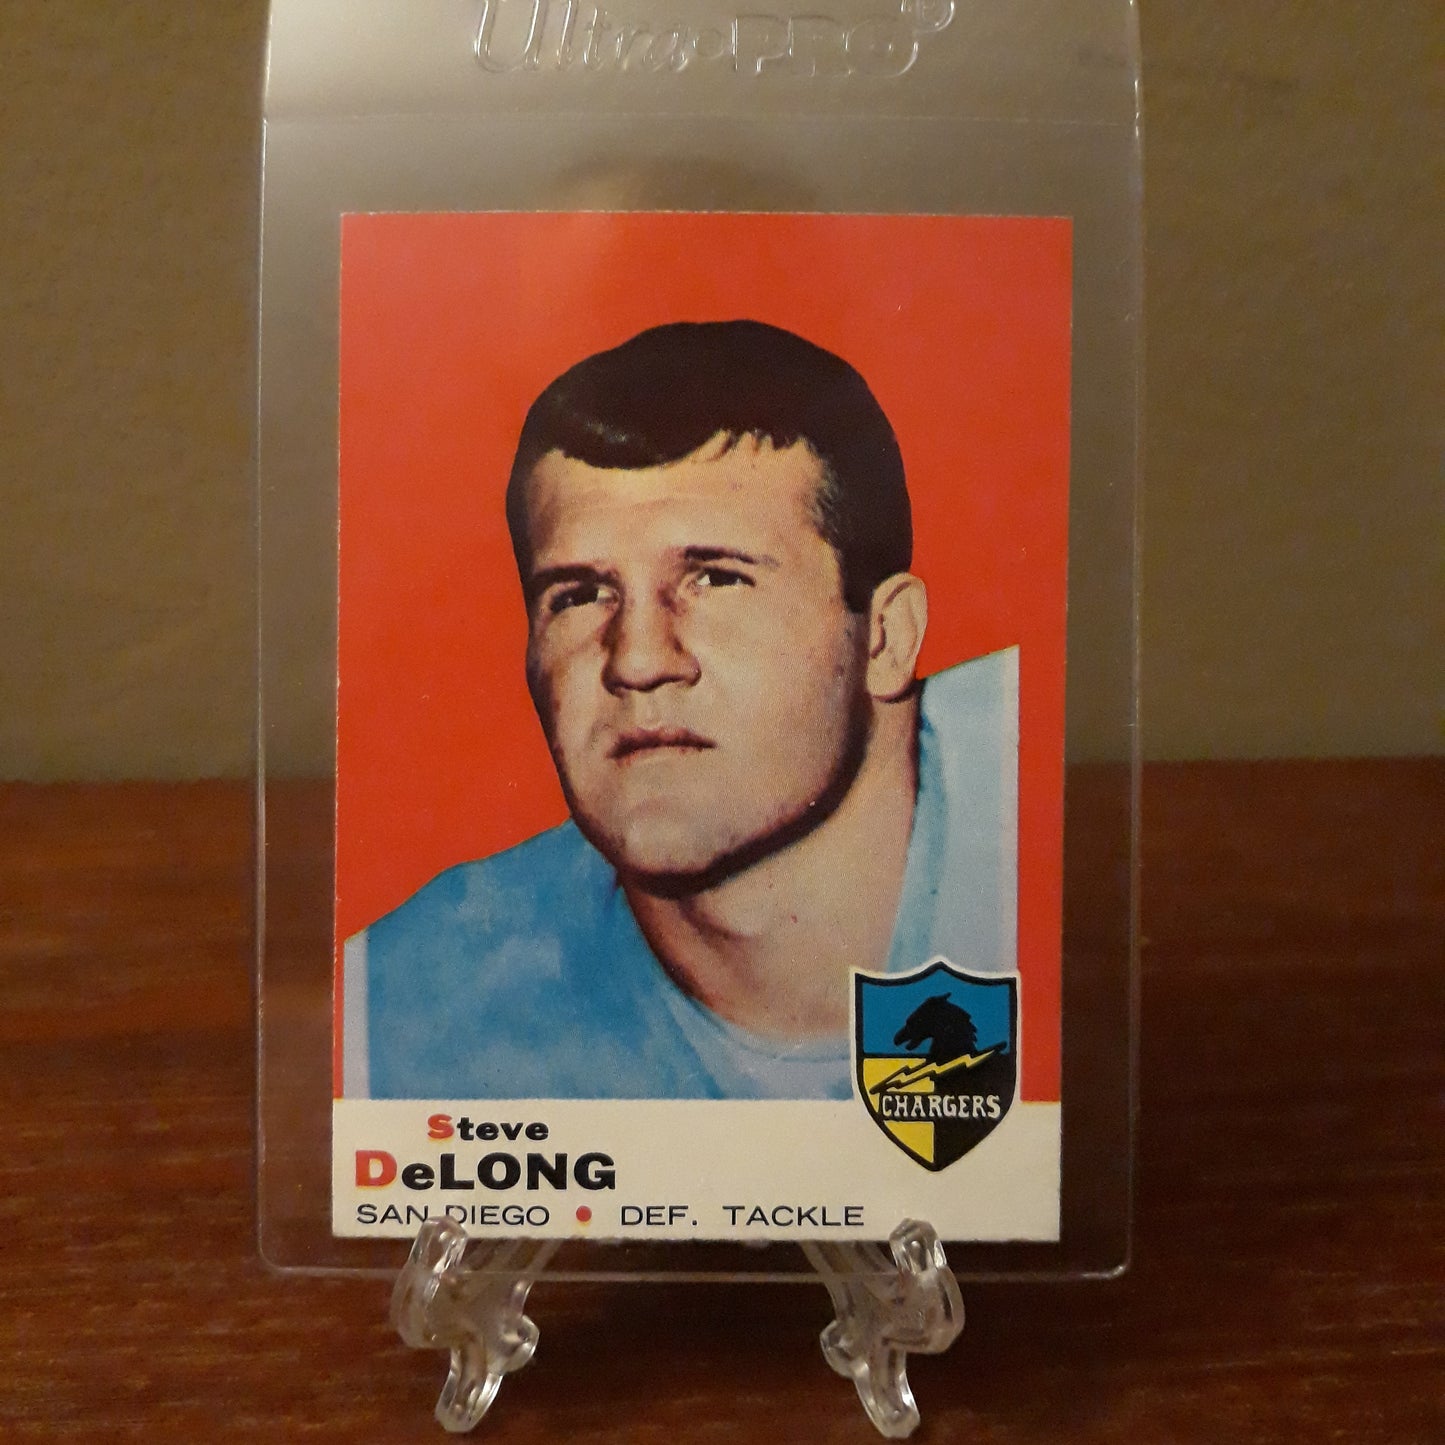 Ultra•PRO®
CHARGERS
Steve
DeLONG
SAN DIEGO • DEF. TACKLE